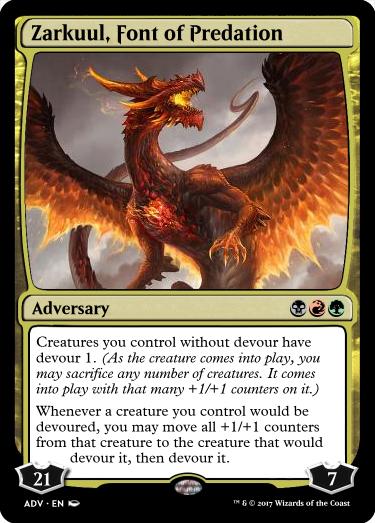 Zarkuul, Font of Predation
Adversary
Creatures you control without devour have
devour 1. (As the creature comes into play, you
may sacrifice any number of creatures. It comes
into play with that many +1/+1 counters on it.)
Whenever a creature you control would be
devoured, you may move all +1/+1 counters
from that creature to the creature that would
devour it, then devour it.
21
7
ADV · EN
™ & © 2017 Wizards of the Coast